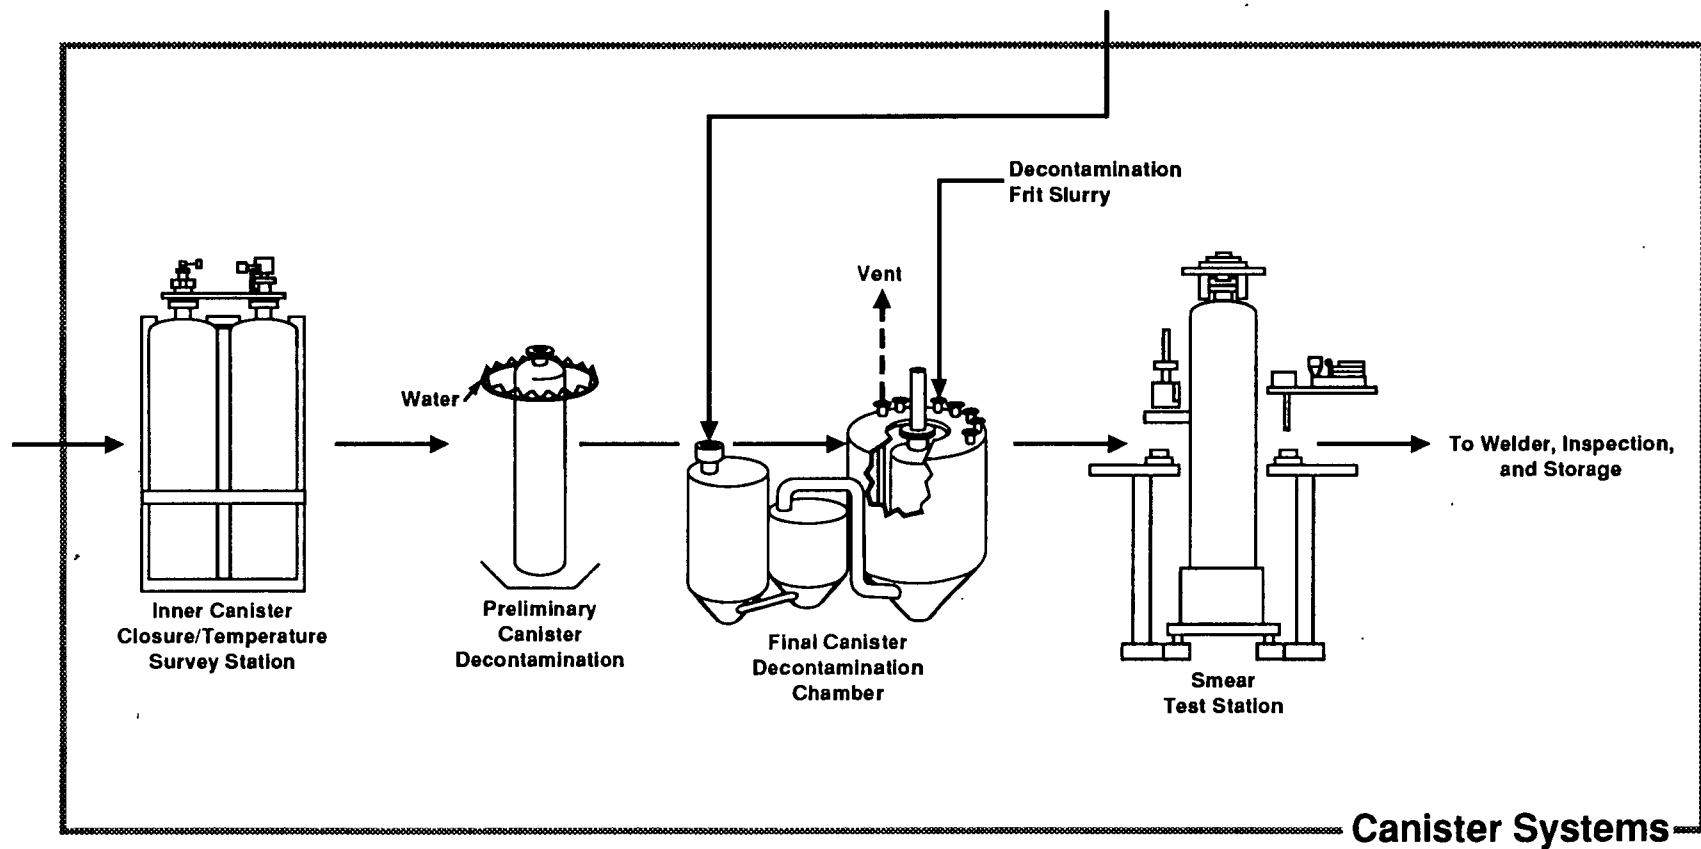 Decontamination
Frit Slurry
Vent
Water
To Welder, Inspection,
and Storage
Inner Canister
Closure/Temperature
Survey Station
Preliminary
Canister
Decontamination
Final Canister
Decontamination
Chamber
Smear
Test Station
Canister Systems